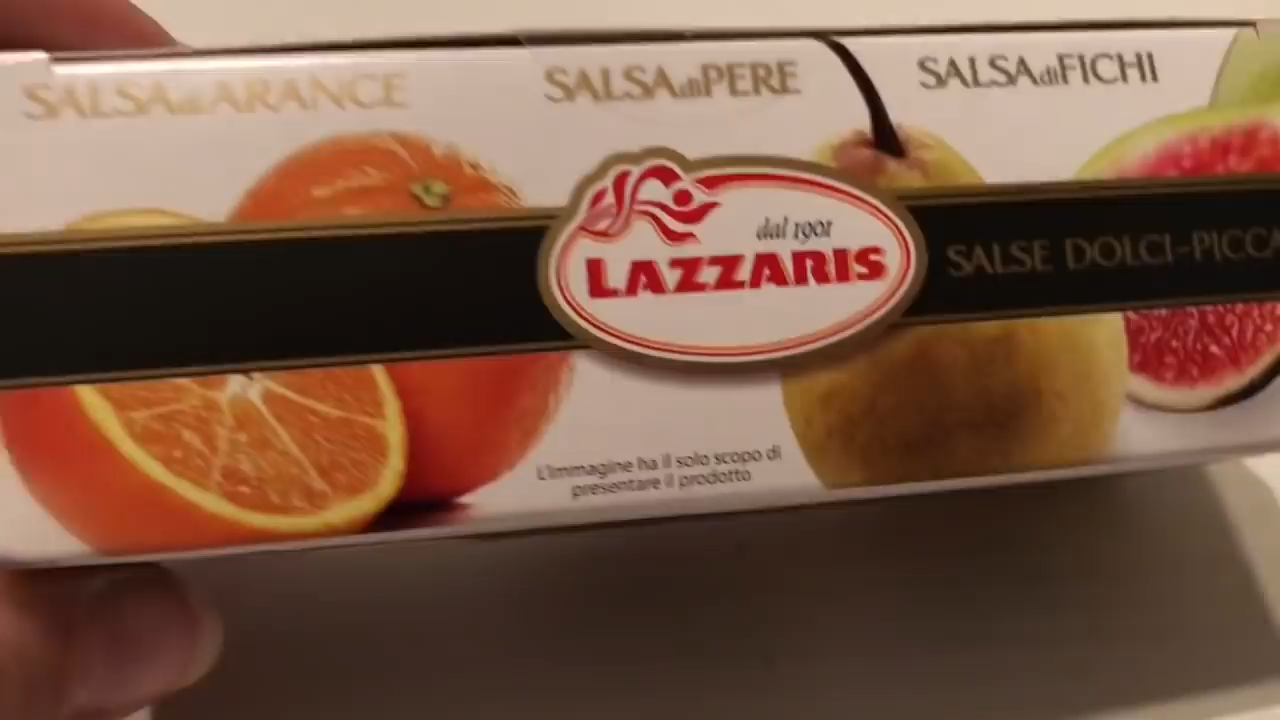 SALSA di ARANCE
SALSA di PERE
SALSA di FICHI
dal 1901
LAZZARIS
SALSE DOLCI-PICCA
L'immagine ha il solo scopo di
presentare il prodotto